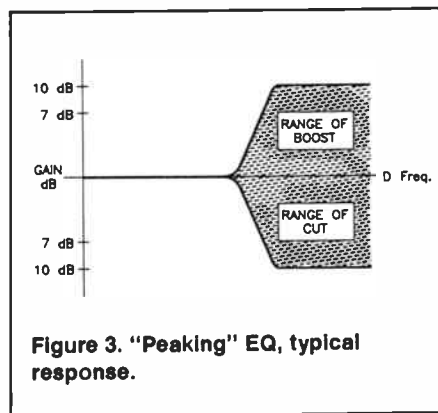 10 dB
7 dB
RANGE OF
BOOST
GAIN
dB
D Freq.
RANGE OF
CUT
7 dB
10 dB
Figure 3. “Peaking” EQ, typical
response.